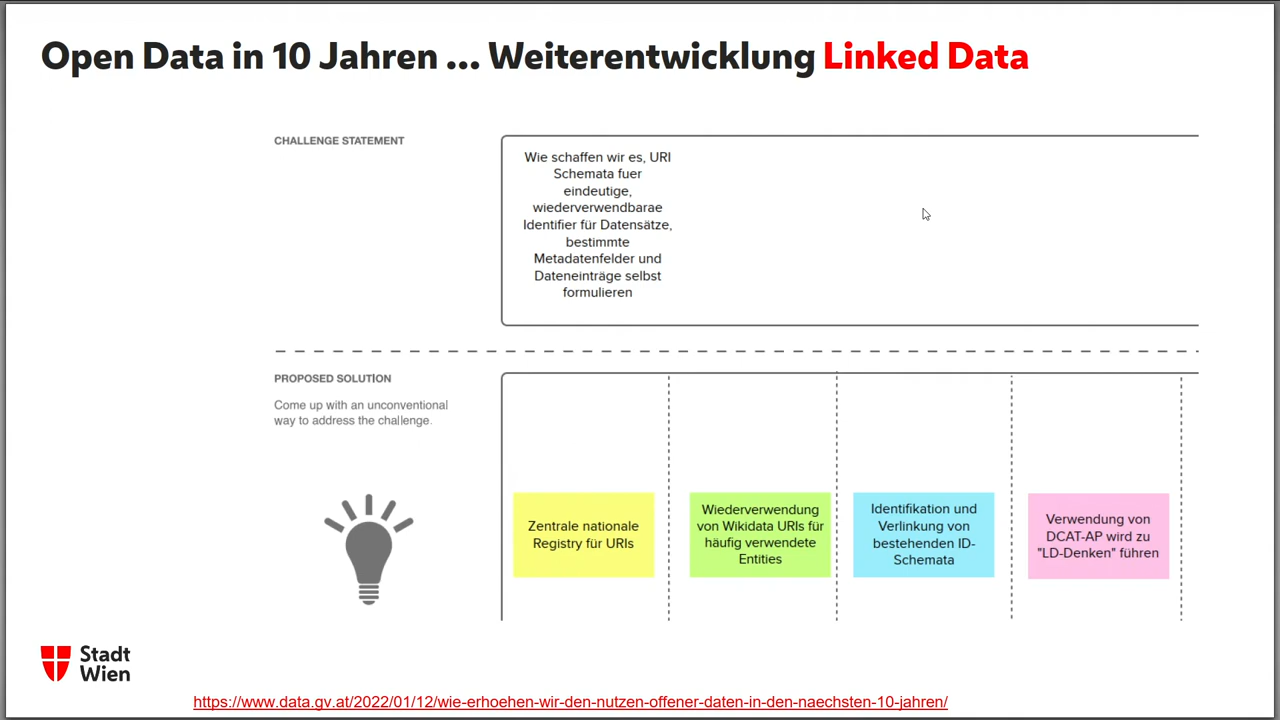 Open Data in 10 Jahren ... Weiterentwicklung Linked Data
CHALLENGE STATEMENT
Wie schaffen wir es, URI
Schemata fuer
eindeutige,
wiederverwendbarae
Identifier für Datensätze,
bestimmte
Metadatenfelder und
Dateneinträge selbst
formulieren
PROPOSED SOLUTION
Come up with an unconventional
way to address the challenge.
Zentrale nationale
Registry für URIs
Wiederverwendung
von Wikidata URIs für
häufig verwendete
Entities
Identifikation und
Verlinkung von
bestehenden ID-
Schemata
Verwendung von
DCAT-AP wird zu
"LD-Denken" führen
Stadt
Wien
https://www.data.gv.at/2022/01/12/wie-erhoehen-wir-den-nutzen-offener-daten-in-den-naechsten-10-jahren/